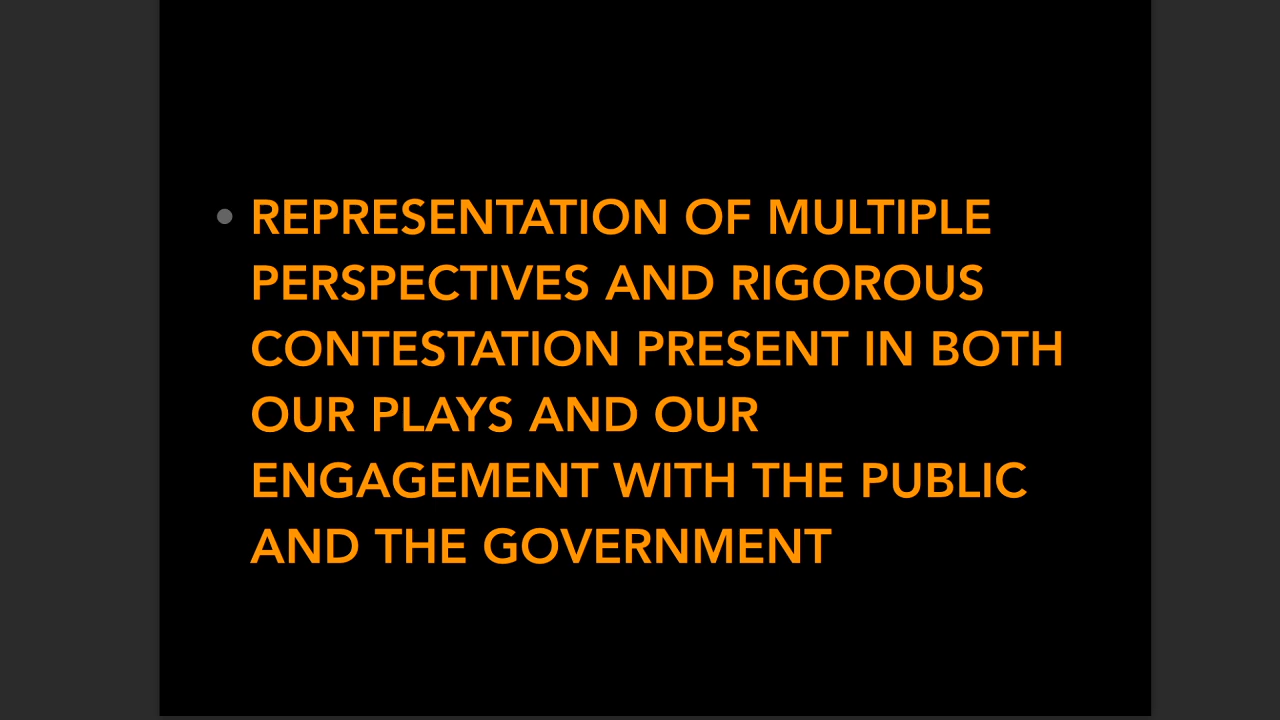 • REPRESENTATION OF MULTIPLE
PERSPECTIVES AND RIGOROUS
CONTESTATION PRESENT IN BOTH
OUR PLAYS AND OUR
ENGAGEMENT WITH THE PUBLIC
AND THE GOVERNMENT